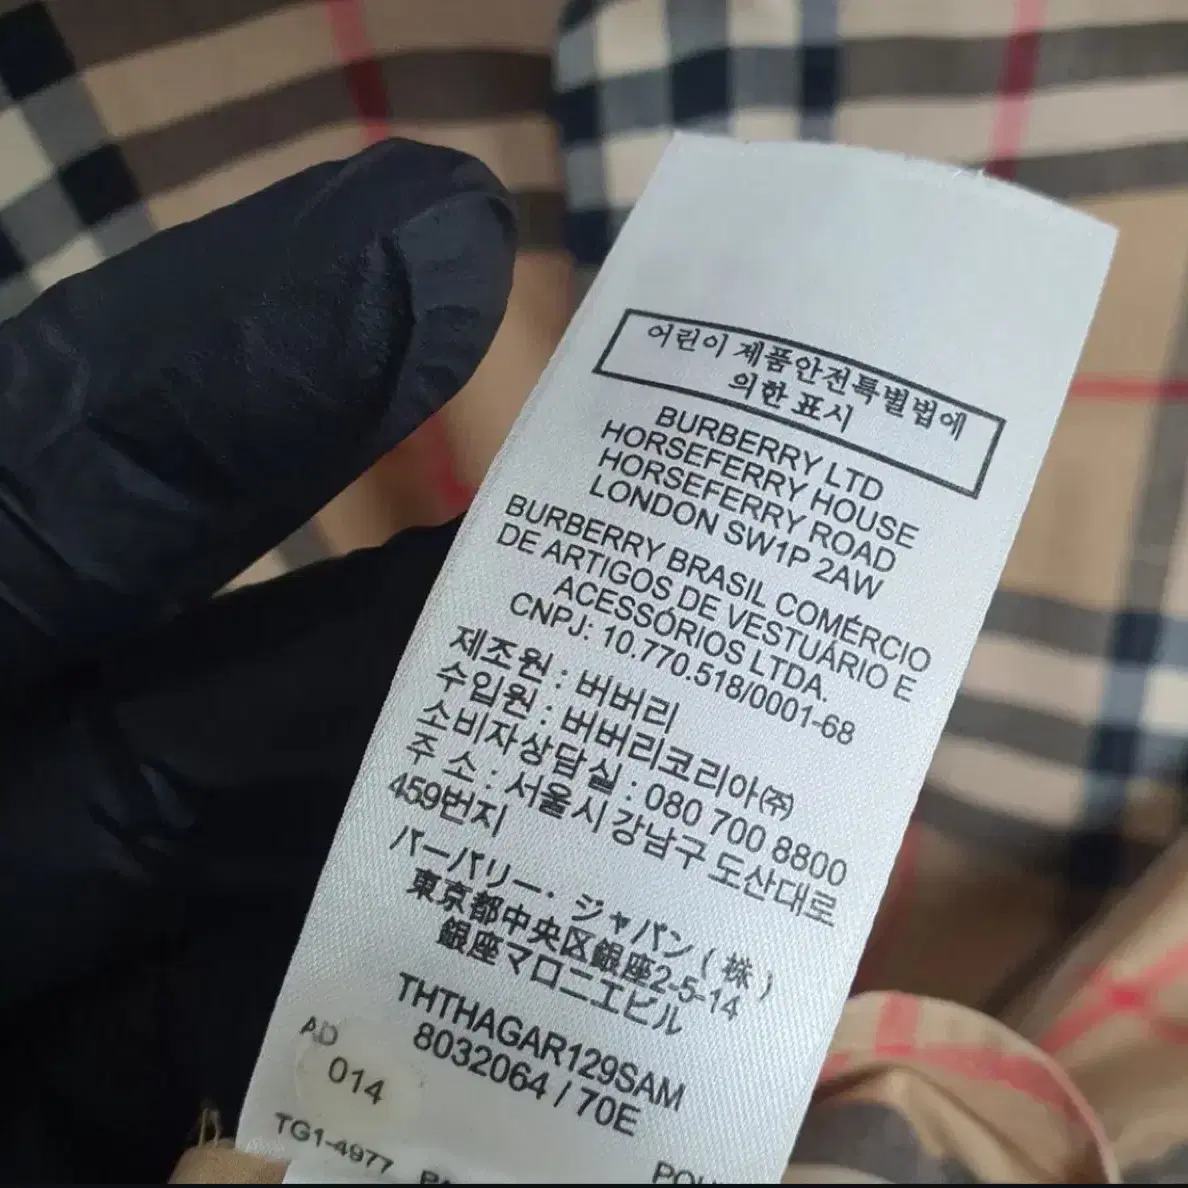 어린이 제품안전특별법에
의한 표시
BURBERRY LTD
HORSEFERRY HOUSE
HORSEFERRY ROAD
LONDON SW1P 2AW
BURBERRY BRASIL COMÉRCIO
DE ARTIGOS DE VESTUÁRIO E
ACESSÓRIOS LTDA.
CNPJ: 10.770.518/0001-68
제조원 : 버버리
수입원 : 버버리코리아㈜
소비자상담실 : 080 700 8800
주 소 : 서울시 강남구 도산대로
459번지
バーバリー・ジャパン(株)
東京都中央区銀座2-5-14
銀座マロニエビル
THTHAGAR129SAM
8032064 / 70E
AD
014
TG1-4977